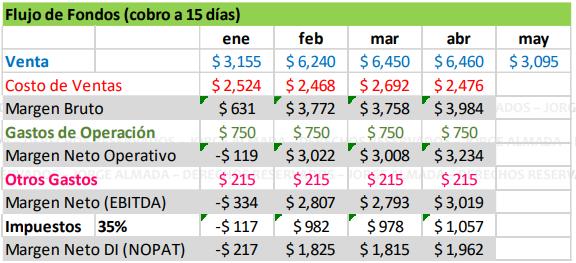 Flujo de Fondos (cobro a 15 días)
ene feb mar abr may
Venta $ 3,155 $ 6,240 $ 6,450 $ 6,460 $ 3,095
Costo de Ventas $ 2,524 $ 2,468 $ 2,692 $ 2,476
Margen Bruto $ 631 $ 3,772 $ 3,758 $ 3,984
Gastos de Operación $ 750 $ 750 $ 750 $ 750
Margen Neto Operativo -$ 119 $ 3,022 $ 3,008 $ 3,234
Otros Gastos $ 215 $ 215 $ 215 $ 215
Margen Neto (EBITDA) -$ 334 $ 2,807 $ 2,793 $ 3,019
Impuestos 35% -$ 117 $ 982 $ 978 $ 1,057
Margen Neto DI (NOPAT) -$ 217 $ 1,825 $ 1,815 $ 1,962